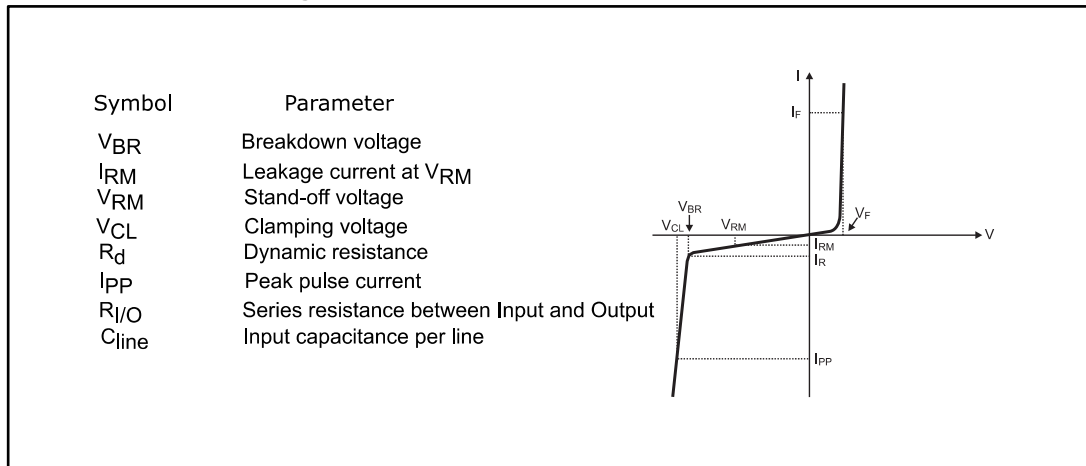 Symbol Parameter
VBR Breakdown voltage
IRM Leakage current at VRM
VRM Stand-off voltage
VCL Clamping voltage
Rd Dynamic resistance
IPP Peak pulse current
RI/O Series resistance between Input and Output
Cline Input capacitance per line
I
IF
VBR
VCL VRM VF
V
IRM
IR
IPP